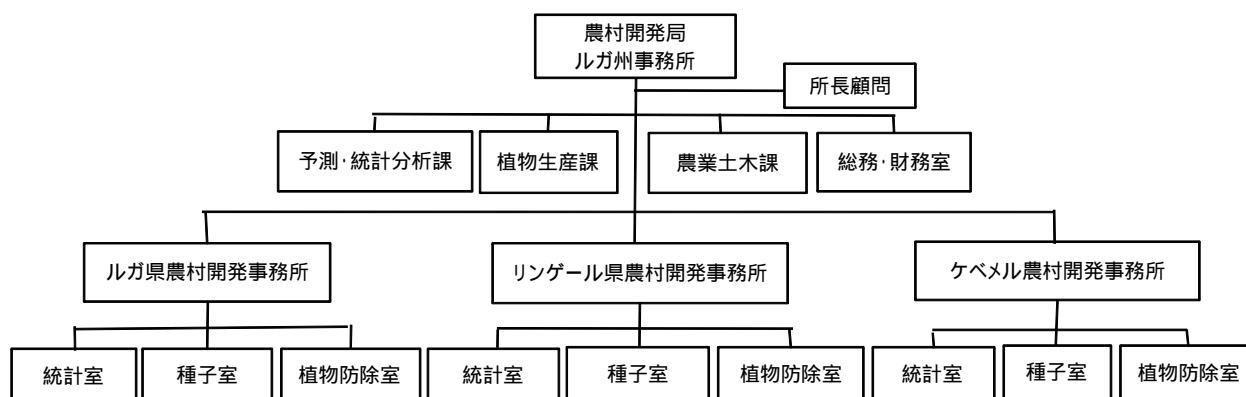 農村開発局
ルガ州事務所
所長顧問
予測・統計分析課
植物生産課
農業土木課
総務・財務室
ルガ県農村開発事務所
リンゲール県農村開発事務所
ケベメル農村開発事務所
統計室
種子室
植物防除室
統計室
種子室
植物防除室
統計室
種子室
植物防除室